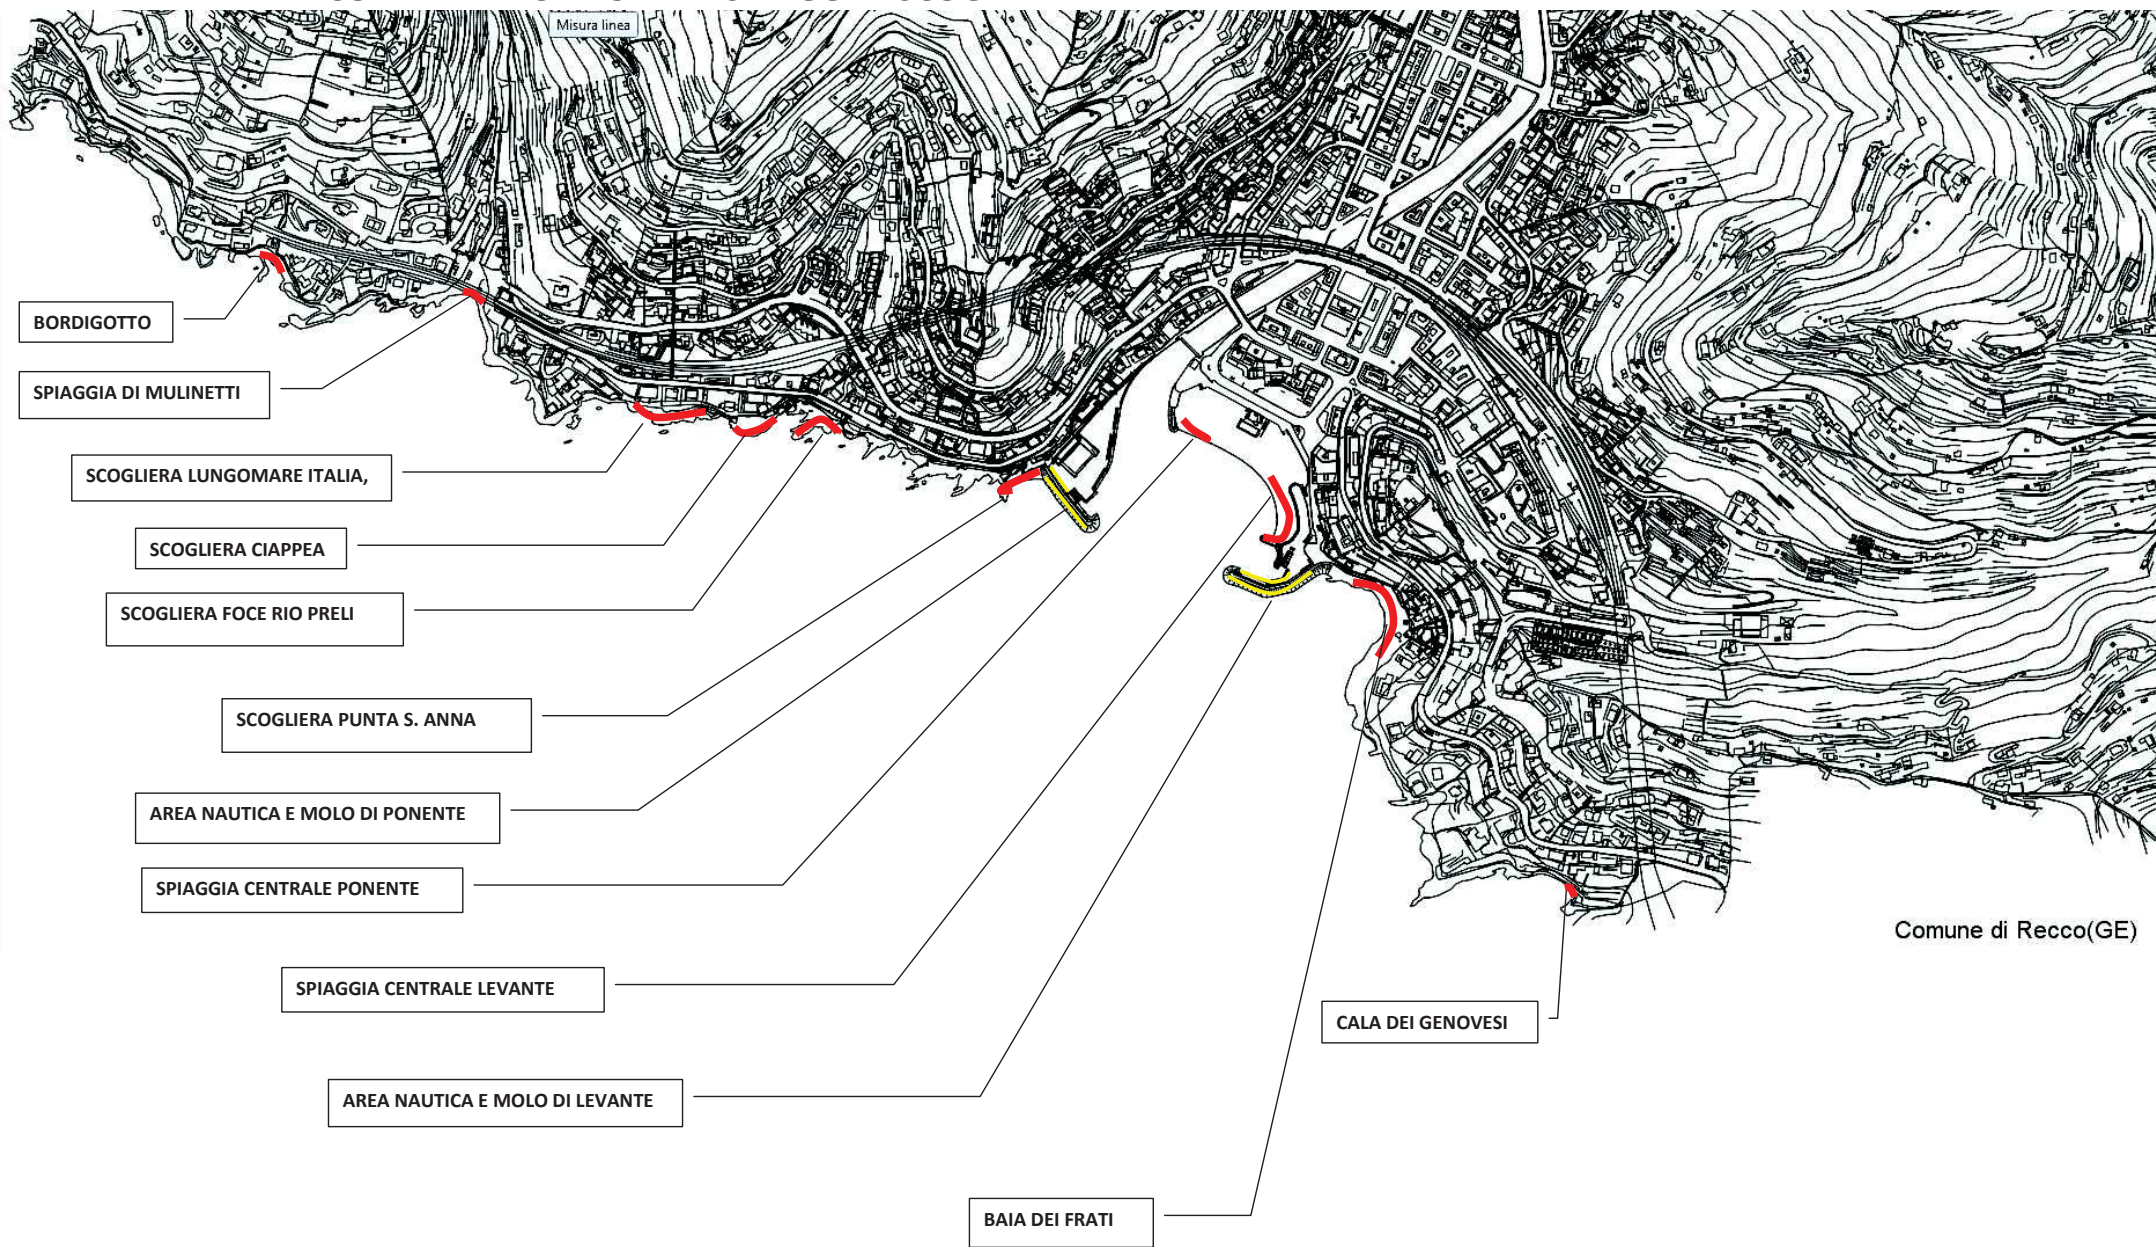 Misura linea
BORDIGOTTO
SPIAGGIA DI MULINETTI
SCOGLIERA LUNGOMARE ITALIA,
SCOGLIERA CIAPPEA
SCOGLIERA FOCE RIO PRELI
SCOGLIERA PUNTA S. ANNA
AREA NAUTICA E MOLO DI PONENTE
SPIAGGIA CENTRALE PONENTE
Comune di Recco(GE)
SPIAGGIA CENTRALE LEVANTE
CALA DEI GENOVESI
AREA NAUTICA E MOLO DI LEVANTE
BAIA DEI FRATI